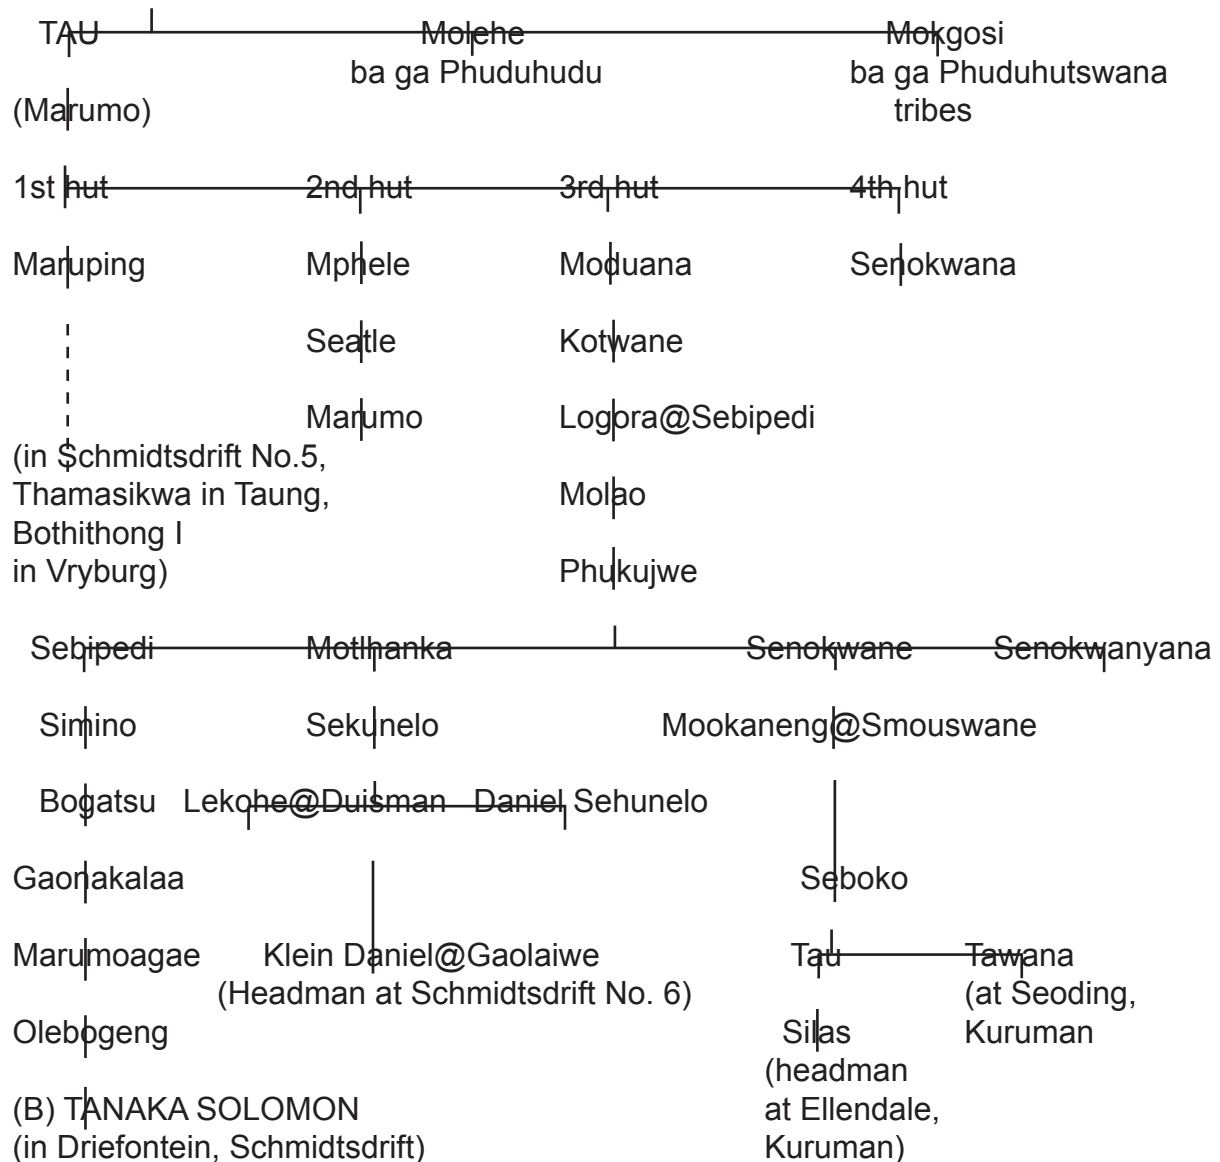 TAU Molehe Mokgosi
ba ga Phuduhudu ba ga Phuduhutswana
(Marumo) tribes
1st hut 2nd hut 3rd hut 4th hut
Maruping Mphele Moduana Senokwana
Seatle Kotwane
Marumo Logora@Sebipedi
(in Schmidtsdrift No.5,
Thamasikwa in Taung, Molao
Bothithong I
in Vryburg) Phukujwe
Sebipedi Motlhanka Senokwane Senokwanyana
Simino Sekunelo Mookaneng@Smouswane
Bogatsu Lekohe@Duisman Daniel Sehunelo
Gaonakalaa Seboko
Marumoagae Klein Daniel@Gaolaiwe Tau Tawana
(Headman at Schmidtsdrift No. 6) (at Seoding,
Olebogeng Silas Kuruman
(headman
(B) TANAKA SOLOMON at Ellendale,
(in Driefontein, Schmidtsdrift) Kuruman)